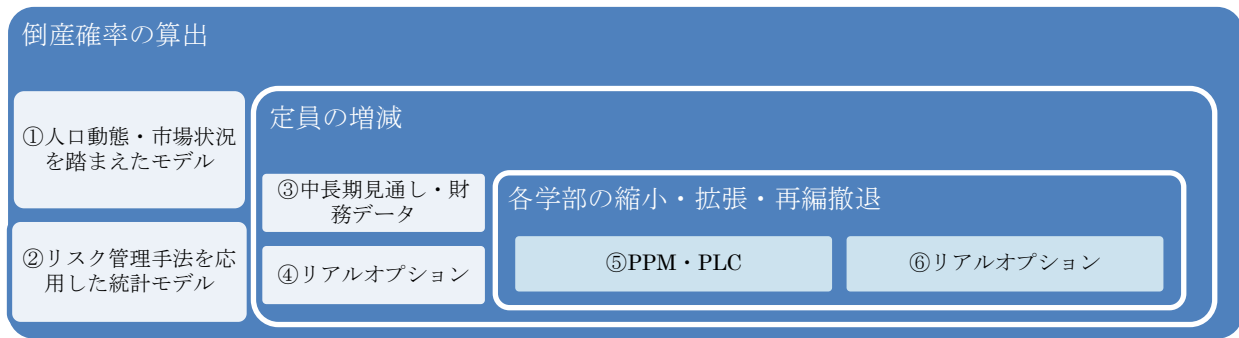 倒産確率の算出
①人口動態・市場状況
を踏まえたモデル
②リスク管理手法を応
用した統計モデル
定員の増減
③中長期見通し・財
務データ
④リアルオプション
各学部の縮小・拡張・再編撤退
⑤PPM・PLC
⑥リアルオプション